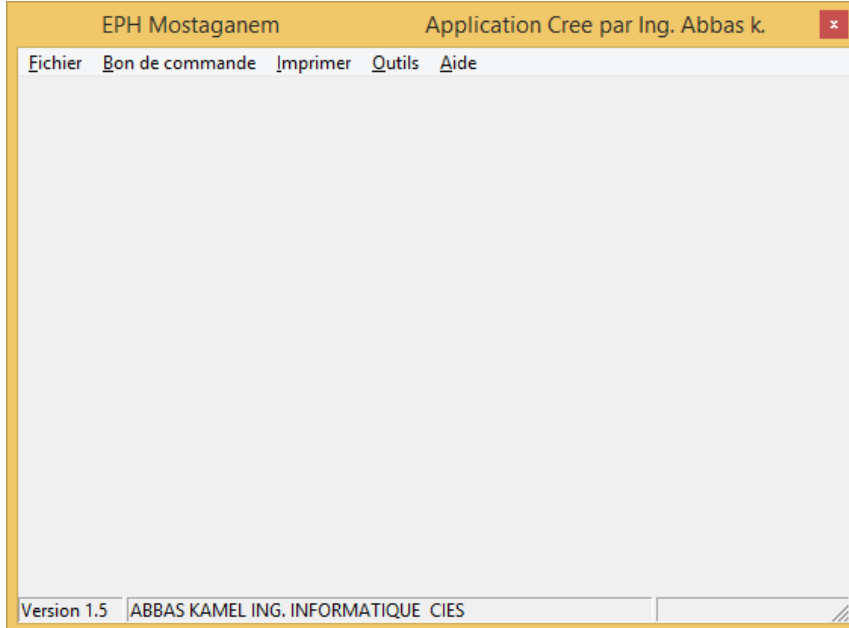 EPH Mostaganem Application Cree par Ing. Abbas k.
Fichier Bon de commande Imprimer Outils Aide
Version 1.5 ABBAS KAMEL ING. INFORMATIQUE CIES